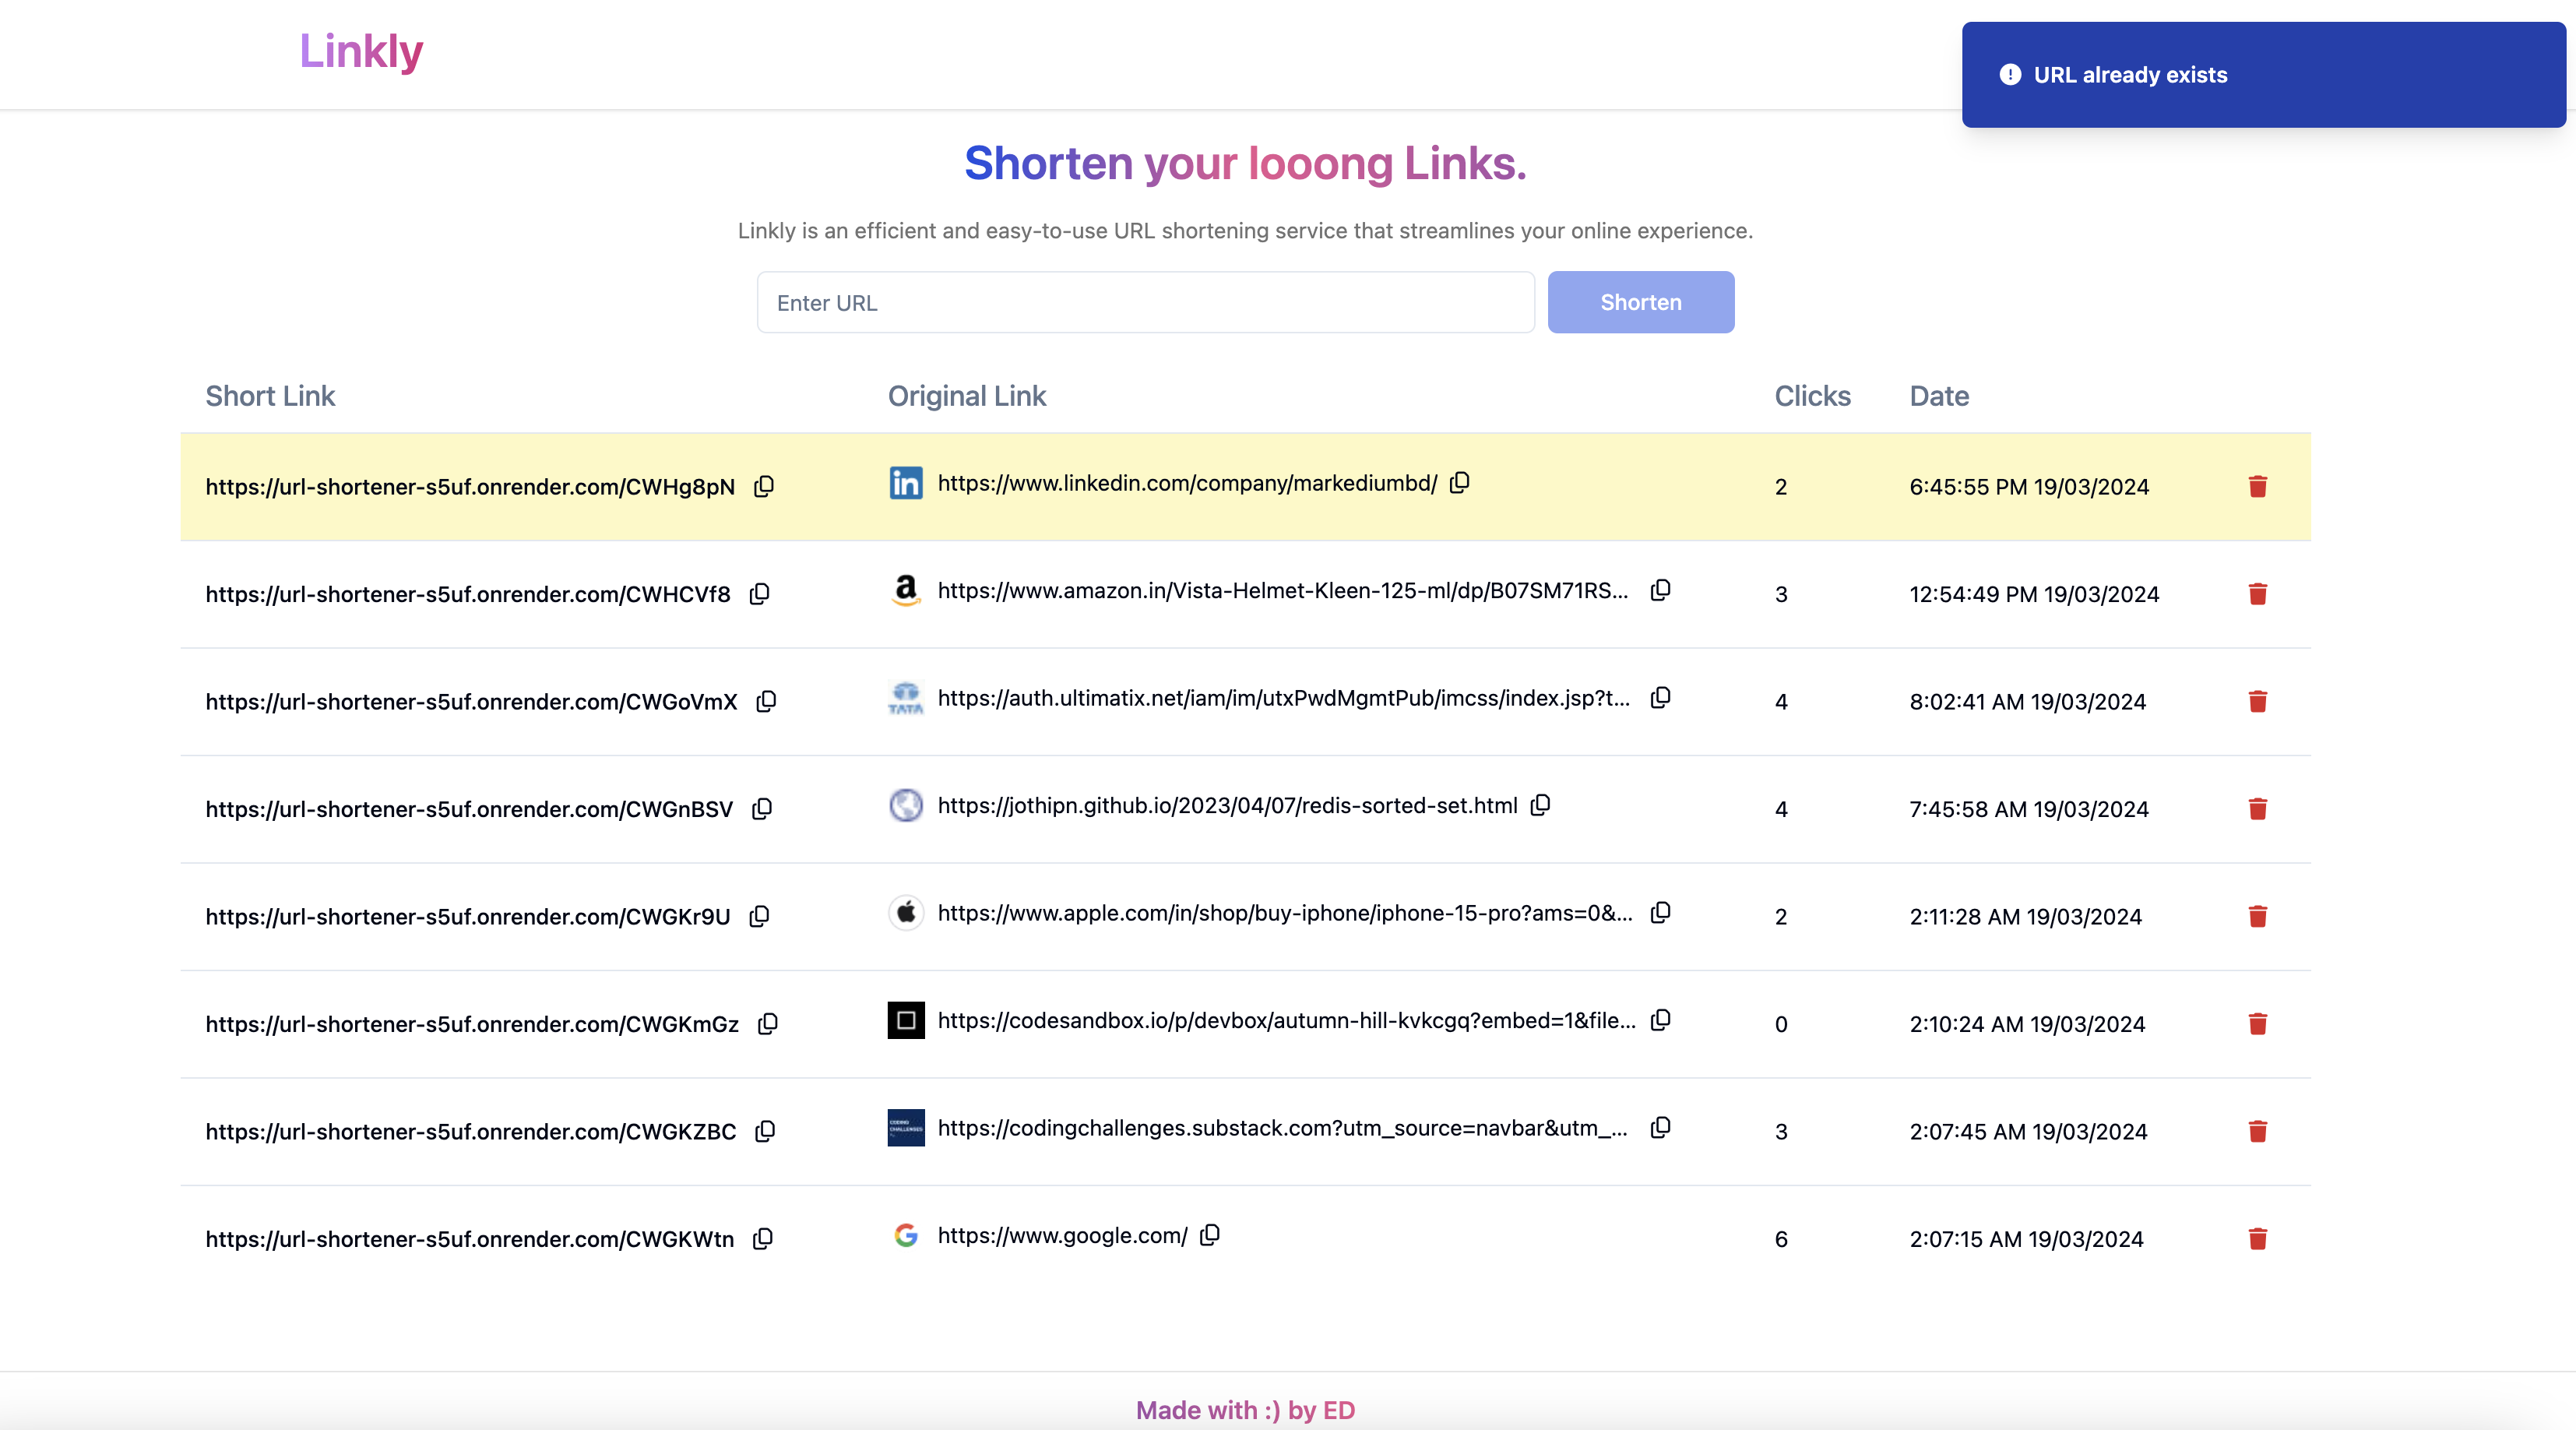 Linkly
URL already exists
Shorten your looong Links.
Linkly is an efficient and easy-to-use URL shortening service that streamlines your online experience.
Enter URL
Shorten
Short Link Original Link Clicks Date
https://url-shortener-s5uf.onrender.com/CWHg8pN https://www.linkedin.com/company/markediumbd/ 2 6:45:55 PM 19/03/2024
https://url-shortener-s5uf.onrender.com/CWHCVf8 https://www.amazon.in/Vista-Helmet-Kleen-125-ml/dp/B07SM71RS... 3 12:54:49 PM 19/03/2024
https://url-shortener-s5uf.onrender.com/CWGoVmX TATA https://auth.ultimatix.net/iam/im/utxPwdMgmtPub/imcss/index.jsp?t... 4 8:02:41 AM 19/03/2024
https://url-shortener-s5uf.onrender.com/CWGnBSV https://jothipn.github.io/2023/04/07/redis-sorted-set.html 4 7:45:58 AM 19/03/2024
https://url-shortener-s5uf.onrender.com/CWGKr9U https://www.apple.com/in/shop/buy-iphone/iphone-15-pro?ams=0&... 2 2:11:28 AM 19/03/2024
https://url-shortener-s5uf.onrender.com/CWGKmGz https://codesandbox.io/p/devbox/autumn-hill-kvkcgq?embed=1&file... 0 2:10:24 AM 19/03/2024
https://url-shortener-s5uf.onrender.com/CWGKZBC CODING CHALLENGES https://codingchallenges.substack.com?utm_source=navbar&utm_... 3 2:07:45 AM 19/03/2024
https://url-shortener-s5uf.onrender.com/CWGKWtn https://www.google.com/ 6 2:07:15 AM 19/03/2024
Made with :) by ED